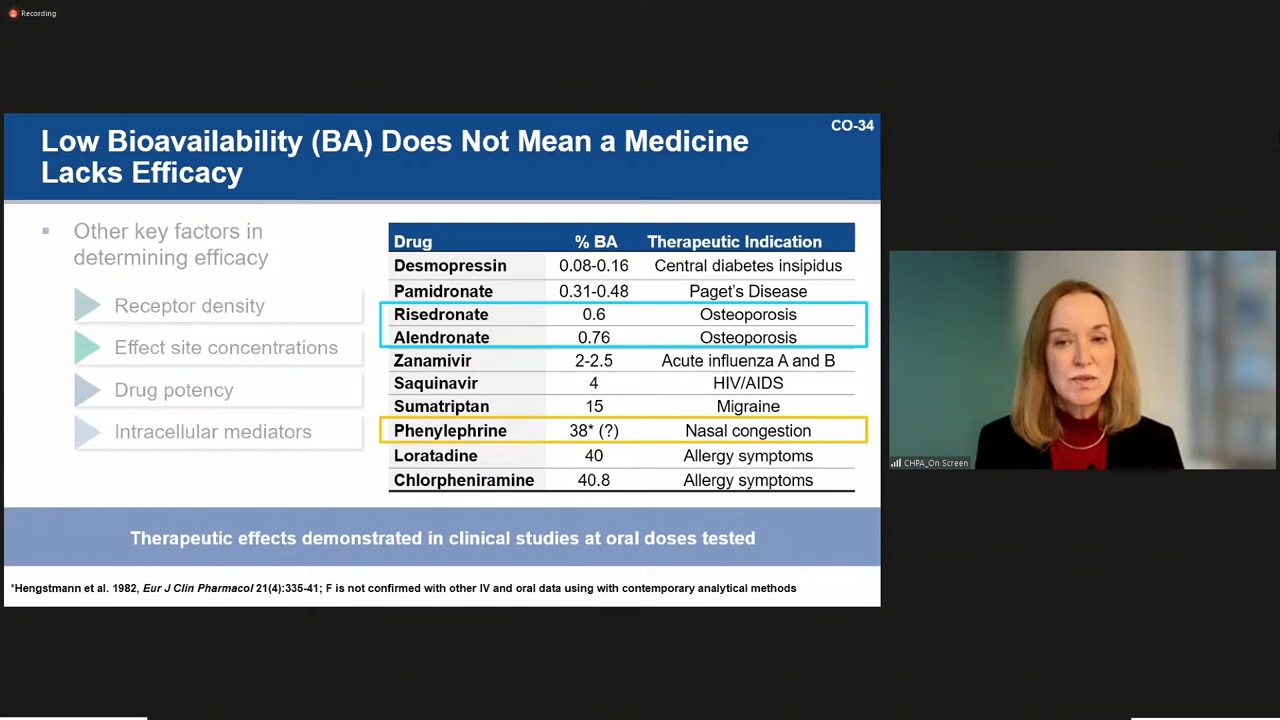 Recording
CO-34
Low Bioavailability (BA) Does Not Mean a Medicine
Lacks Efficacy
▪ Other key factors in
determining efficacy
Receptor density
Effect site concentrations
Drug potency
Intracellular mediators
Drug % BA Therapeutic Indication
Desmopressin 0.08-0.16 Central diabetes insipidus
Pamidronate 0.31-0.48 Paget's Disease
Risedronate 0.6 Osteoporosis
Alendronate 0.76 Osteoporosis
Zanamivir 2-2.5 Acute influenza A and B
Saquinavir 4 HIV/AIDS
Sumatriptan 15 Migraine
Phenylephrine 38* (?) Nasal congestion
Loratadine 40 Allergy symptoms
Chlorpheniramine 40.8 Allergy symptoms
Therapeutic effects demonstrated in clinical studies at oral doses tested
*Hengstmann et al. 1982, Eur J Clin Pharmacol 21(4):335-41; F is not confirmed with other IV and oral data using with contemporary analytical methods
CHPA_On Screen